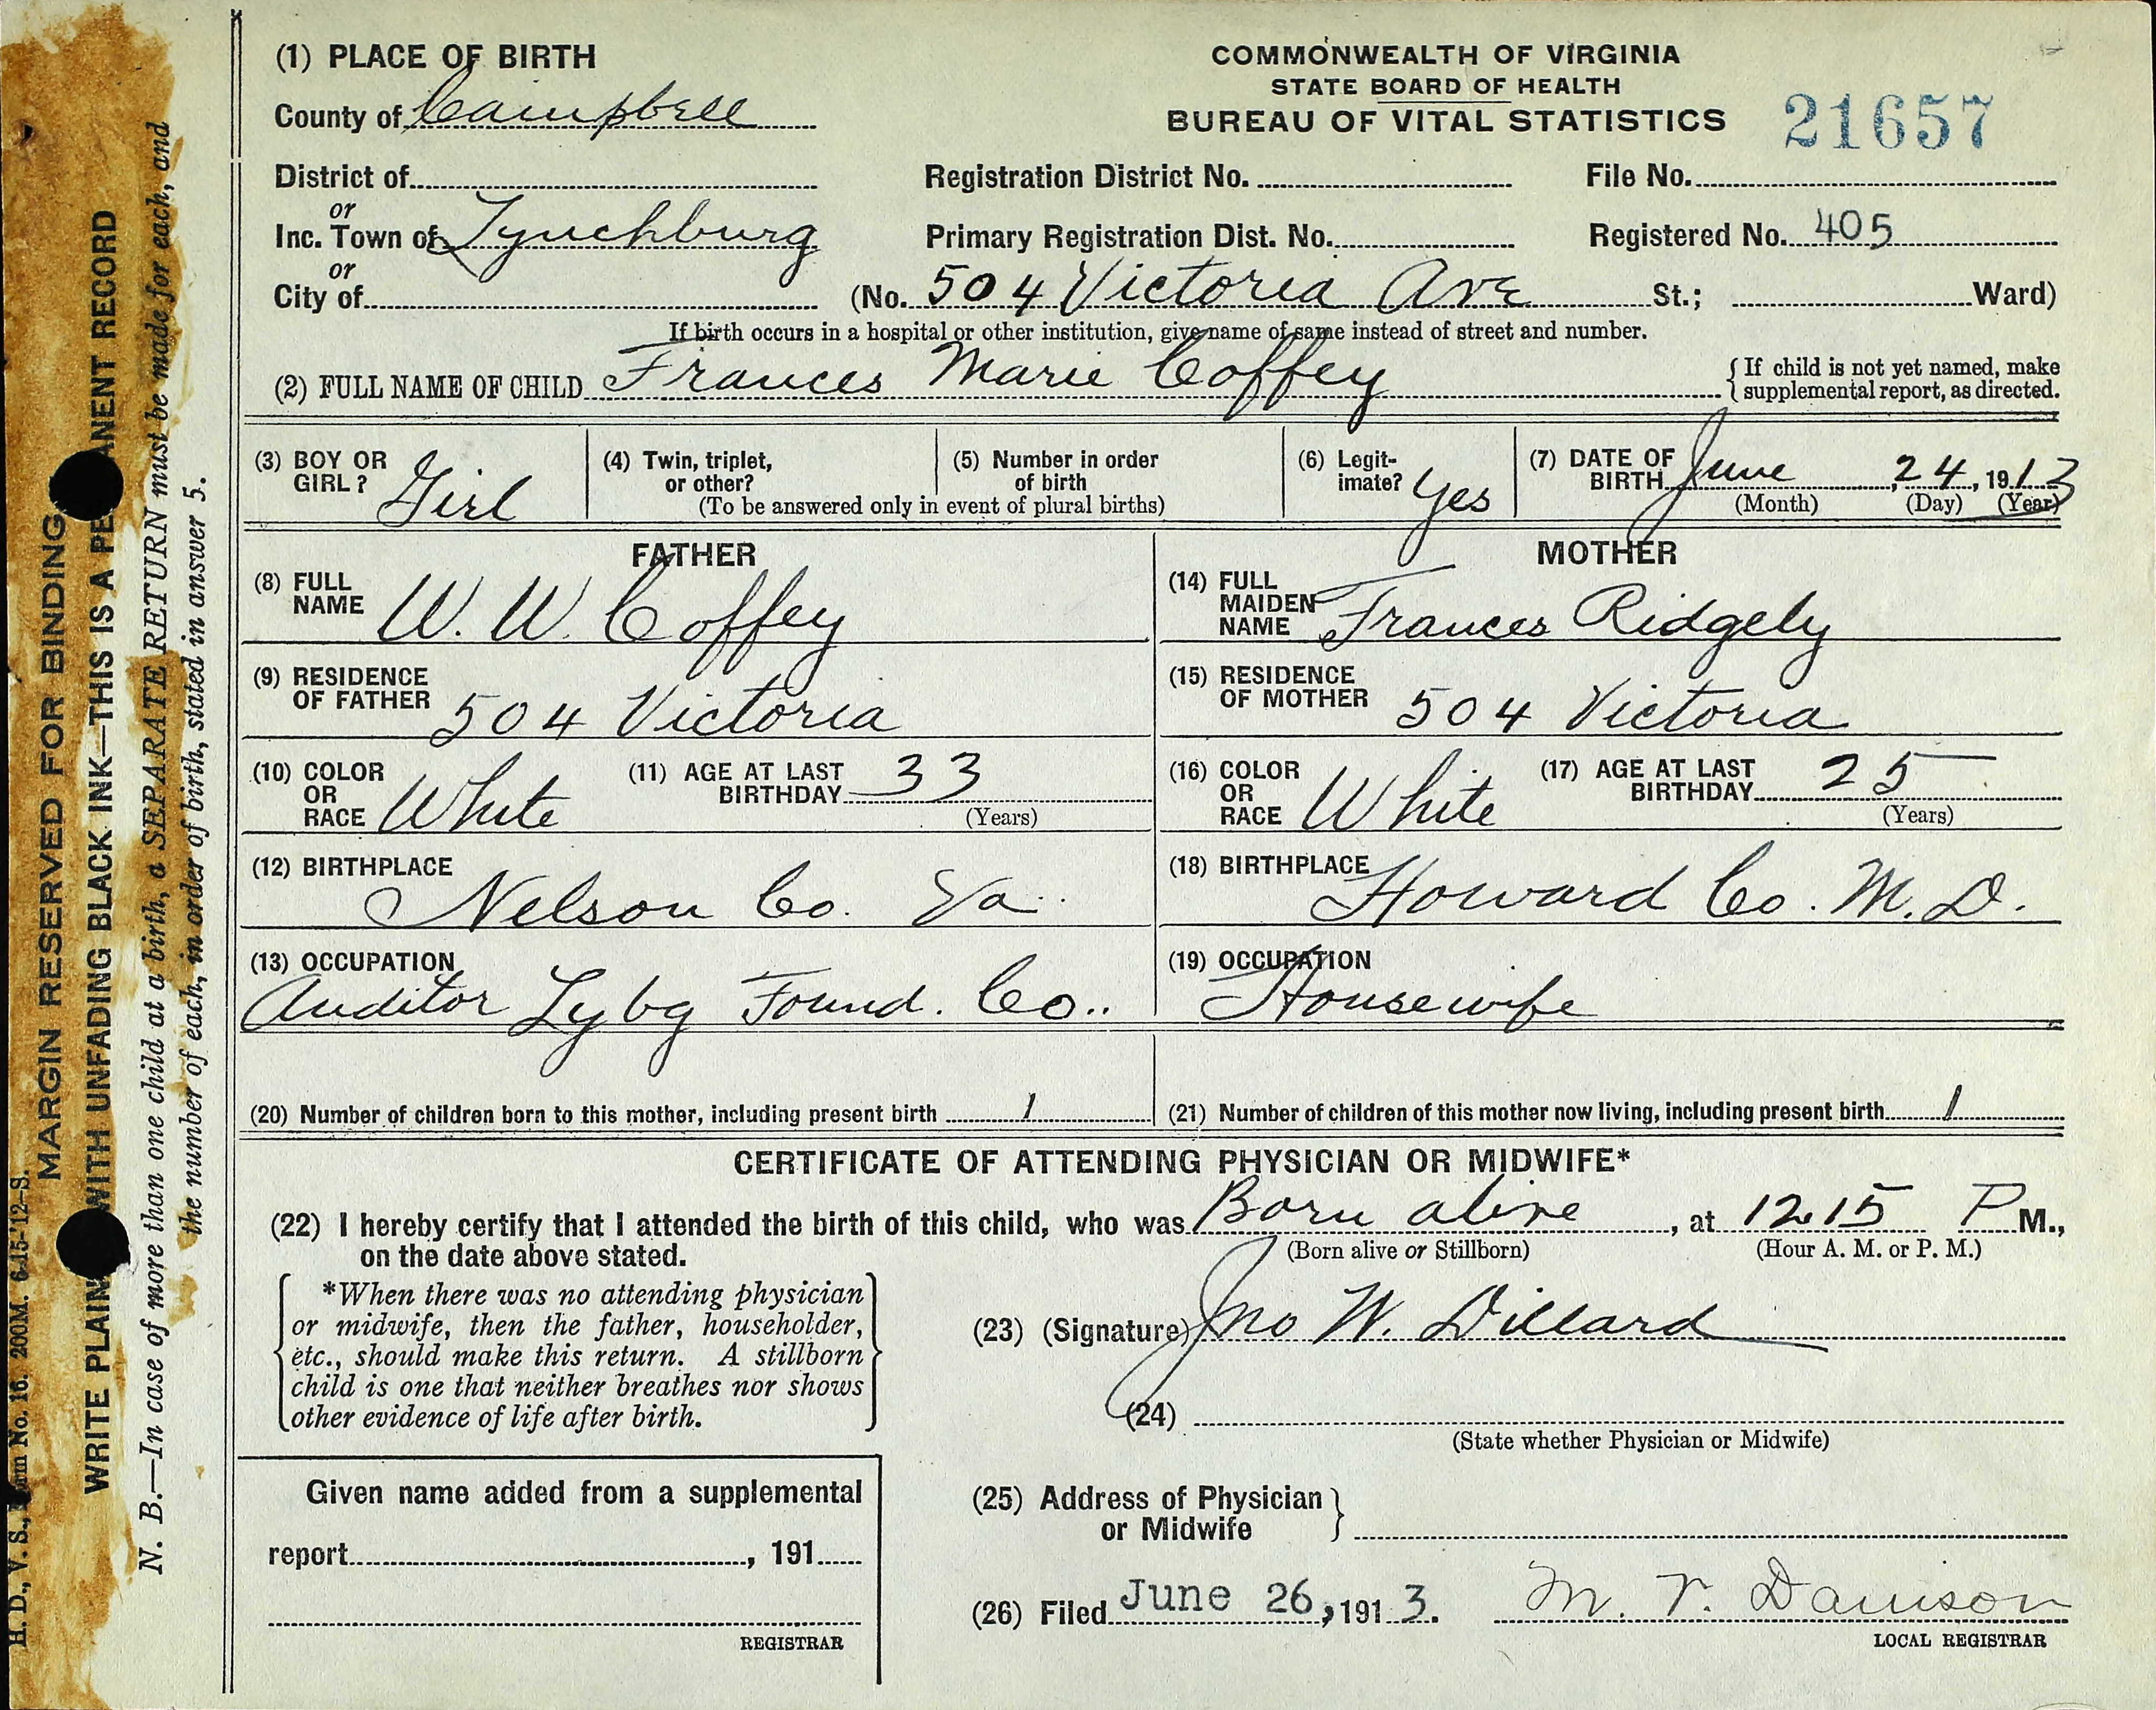 (1) PLACE OF BIRTH
County of Campbell
District of
or
Inc. Town of Lynchburg
or
City of
COMMONWEALTH OF VIRGINIA
STATE BOARD OF HEALTH
BUREAU OF VITAL STATISTICS
21657
Registration District No.
File No.
Primary Registration Dist. No.
Registered No. 405
(No. 504 Victoria Ave St.; Ward)
If birth occurs in a hospital or other institution, give name of same instead of street and number.
(2) FULL NAME OF CHILD Frances Marie Coffey
{ If child is not yet named, make
supplemental report, as directed.
(3) BOY OR
GIRL? Girl
(4) Twin, triplet,
or other?
(5) Number in order
of birth
(To be answered only in event of plural births)
(6) Legit-
imate? Yes
(7) DATE OF
BIRTH June, 24, 1913
(Month) (Day) (Year)
FATHER
(8) FULL
NAME W. W. Coffey
(9) RESIDENCE
OF FATHER 504 Victoria
(10) COLOR
OR
RACE White
(11) AGE AT LAST
BIRTHDAY 33
(Years)
(12) BIRTHPLACE
Nelson Co. Va.
(13) OCCUPATION
Auditor Lybg Found. Co..
MOTHER
(14) FULL
MAIDEN
NAME Frances Ridgely
(15) RESIDENCE
OF MOTHER 504 Victoria
(16) COLOR
OR
RACE White
(17) AGE AT LAST
BIRTHDAY 25
(Years)
(18) BIRTHPLACE
Howard Co. M.D.
(19) OCCUPATION
Housewife
(20) Number of children born to this mother, including present birth 1
(21) Number of children of this mother now living, including present birth 1
CERTIFICATE OF ATTENDING PHYSICIAN OR MIDWIFE*
(22) I hereby certify that I attended the birth of this child, who was Born alive, at 12.15 P M.,
on the date above stated.
(Born alive or Stillborn)
(Hour A. M. or P. M.)
*When there was no attending physician
or midwife, then the father, householder,
etc., should make this return. A stillborn
child is one that neither breathes nor shows
other evidence of life after birth.
(23) (Signature) Jno W. Dillard
(24)
(State whether Physician or Midwife)
Given name added from a supplemental
report, 191
REGISTRAR
(25) Address of Physician
or Midwife }
(26) Filed June 26, 1913. M. V. Davison
LOCAL REGISTRAR
MARGIN RESERVED FOR BINDING
WITH UNFADING BLACK INK—THIS IS A
RECORD
WRITE
N. B.—In case of more than one child at a birth, a SEPARATE RETURN must be made for each, and
the number of each, in order of birth, stated in answer 5.
H. D., V. S., No. 16. 200M. 6-15-'12-S.